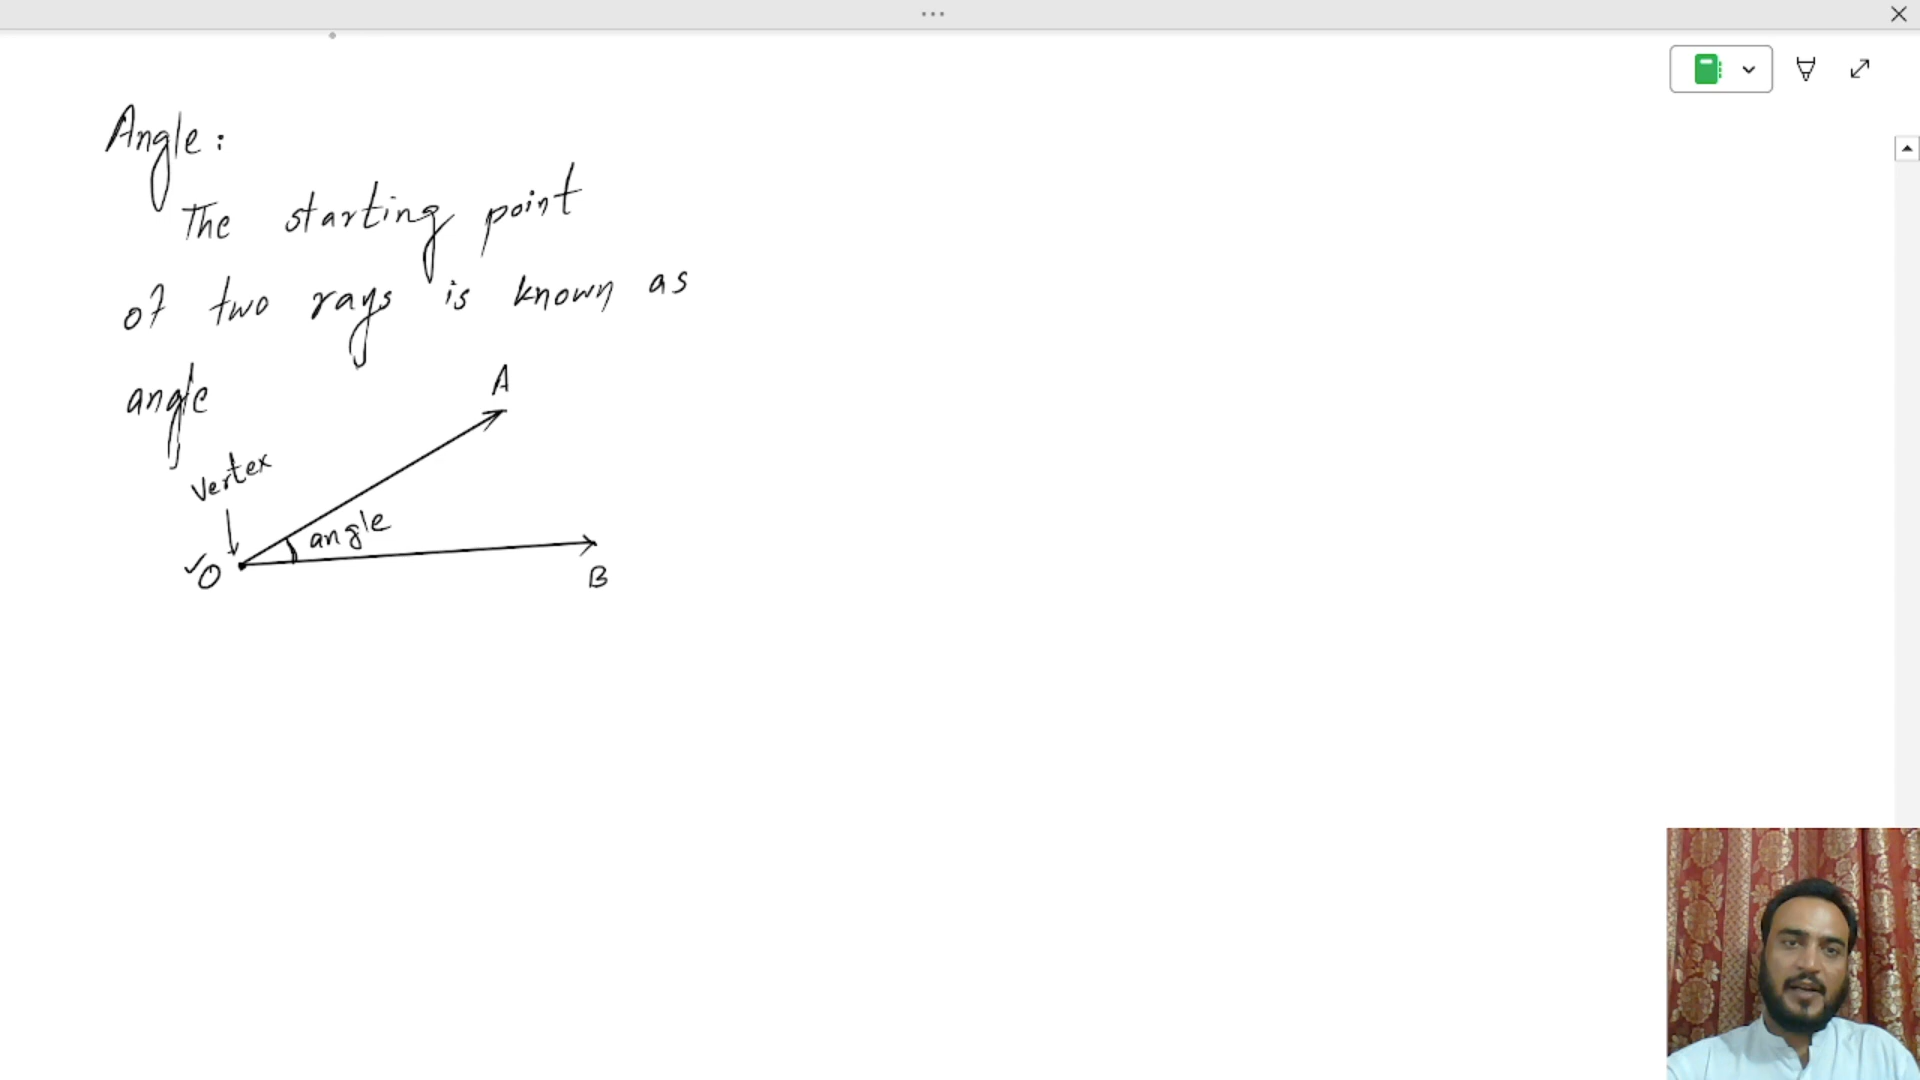 Angle:
The starting point
of two rays is known as
angle
A
Vertex
angle
O
B